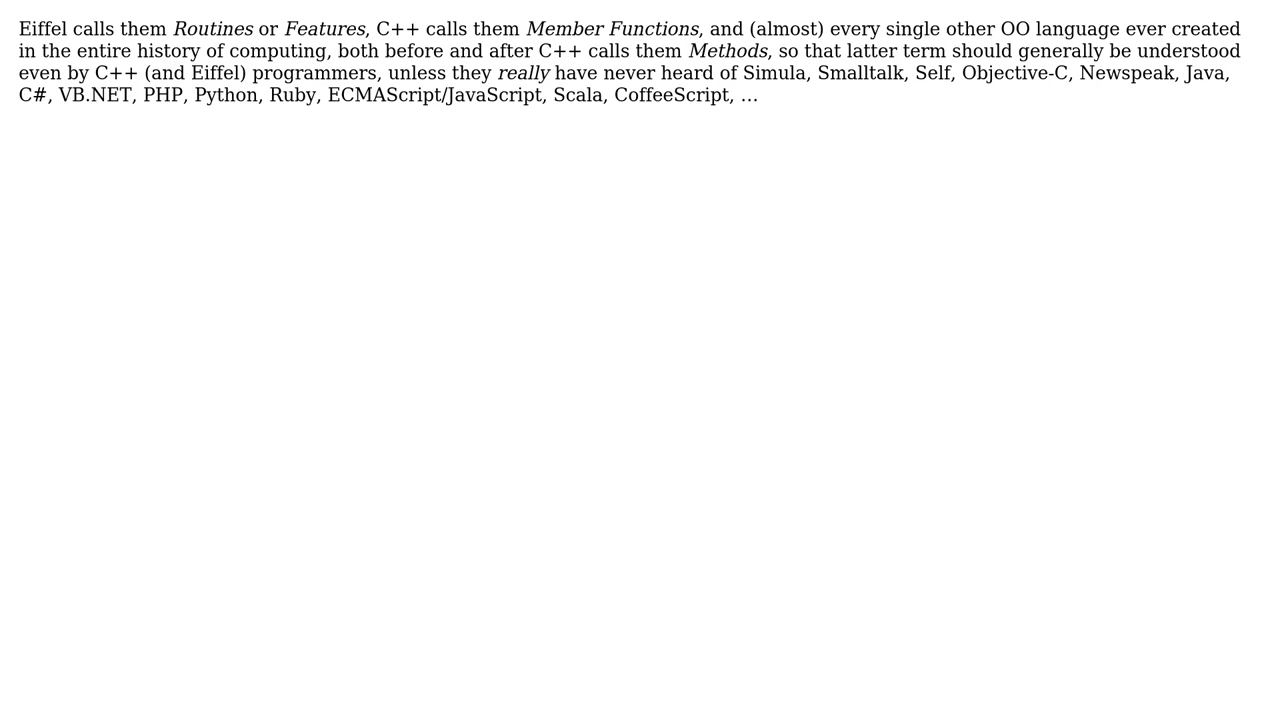 Eiffel calls them Routines or Features, C++ calls them Member Functions, and (almost) every single other OO language ever created
in the entire history of computing, both before and after C++ calls them Methods, so that latter term should generally be understood
even by C++ (and Eiffel) programmers, unless they really have never heard of Simula, Smalltalk, Self, Objective-C, Newspeak, Java,
C#, VB.NET, PHP, Python, Ruby, ECMAScript/JavaScript, Scala, CoffeeScript, …